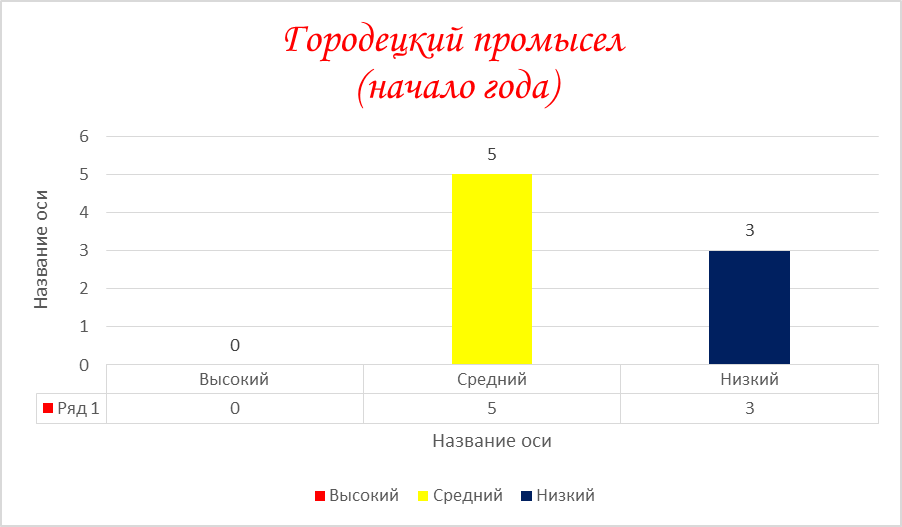 Городецкий промысел
(начало года)
6
5
4
3
2
1
0
Название оси
0
5
3
Высокий Средний Низкий
Ряд 1 0 5 3
Название оси
Высокий Средний Низкий